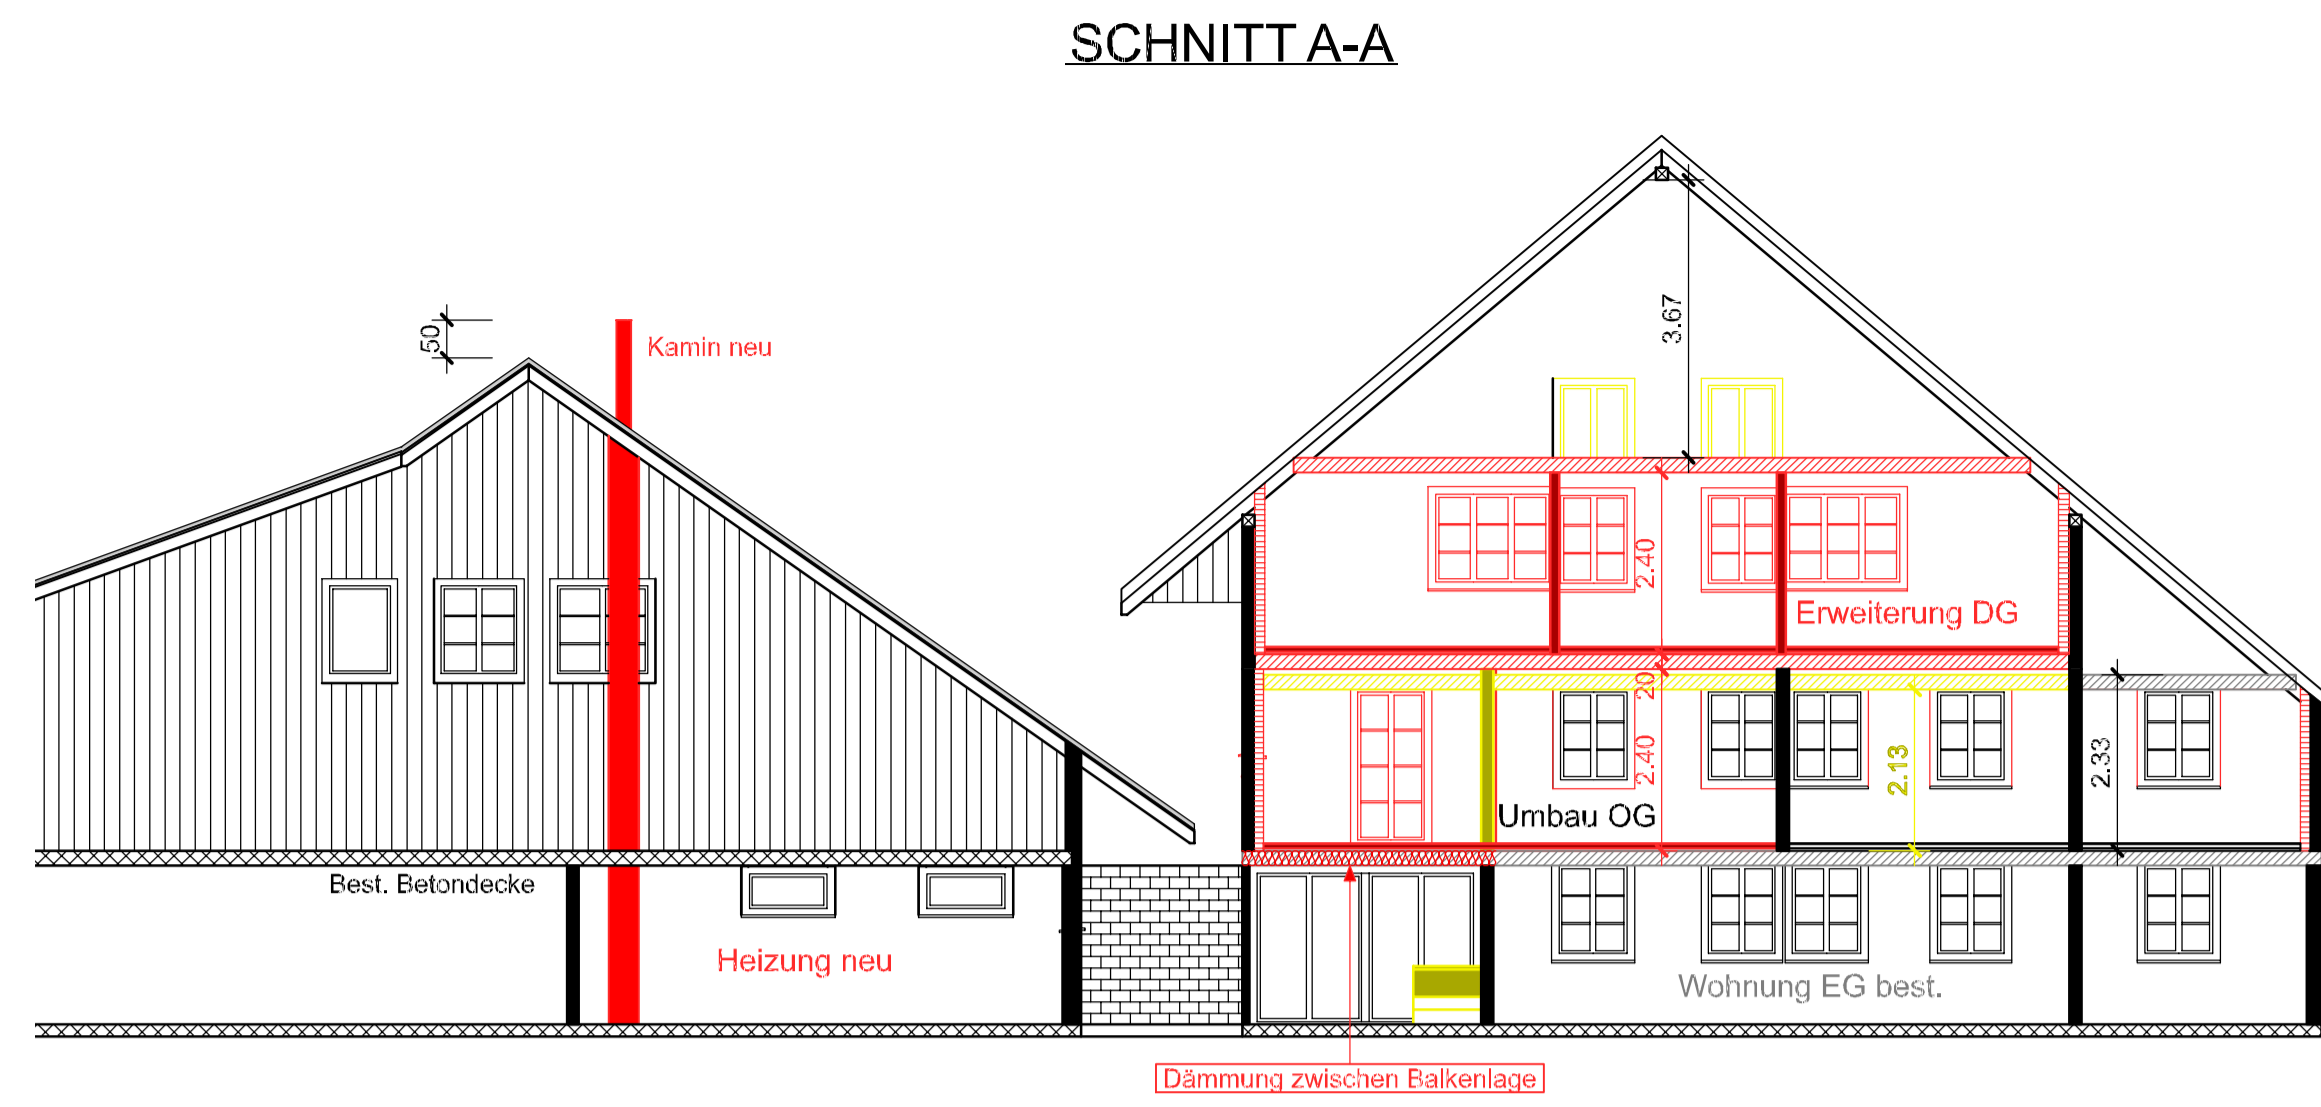 SCHNITT A-A
50
Kamin neu
3.67
2.40
Erweiterung DG
20
2.40
2.13
2.33
Umbau OG
Best. Betondecke
Heizung neu
Wohnung EG best.
Dämmung zwischen Balkenlage